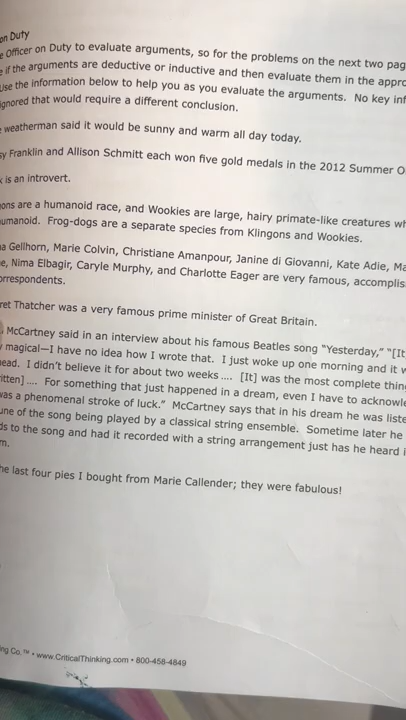 on Duty
Officer on Duty to evaluate arguments, so for the problems on the next two pag
if the arguments are deductive or inductive and then evaluate them in the appro
Use the information below to help you as you evaluate the arguments. No key inf
ignored that would require a different conclusion.
weatherman said it would be sunny and warm all day today.
sy Franklin and Allison Schmitt each won five gold medals in the 2012 Summer O
is an introvert.
ons are a humanoid race, and Wookies are large, hairy primate-like creatures wh
umanoid. Frog-dogs are a separate species from Klingons and Wookies.
a Gellhorn, Marie Colvin, Christiane Amanpour, Janine di Giovanni, Kate Adie, Ma
e, Nima Elbagir, Caryle Murphy, and Charlotte Eager are very famous, accomplis
orrespondents.
ret Thatcher was a very famous prime minister of Great Britain.
McCartney said in an interview about his famous Beatles song "Yesterday," "[It
magical—I have no idea how I wrote that. I just woke up one morning and it w
ead. I didn't believe it for about two weeks.... [It] was the most complete thin
itten].... For something that just happened in a dream, even I have to acknowle
was a phenomenal stroke of luck." McCartney says that in his dream he was liste
une of the song being played by a classical string ensemble. Sometime later he
ds to the song and had it recorded with a string arrangement just has he heard i
m.
he last four pies I bought from Marie Callender; they were fabulous!
ng Co.™ • www.CriticalThinking.com • 800-458-4849